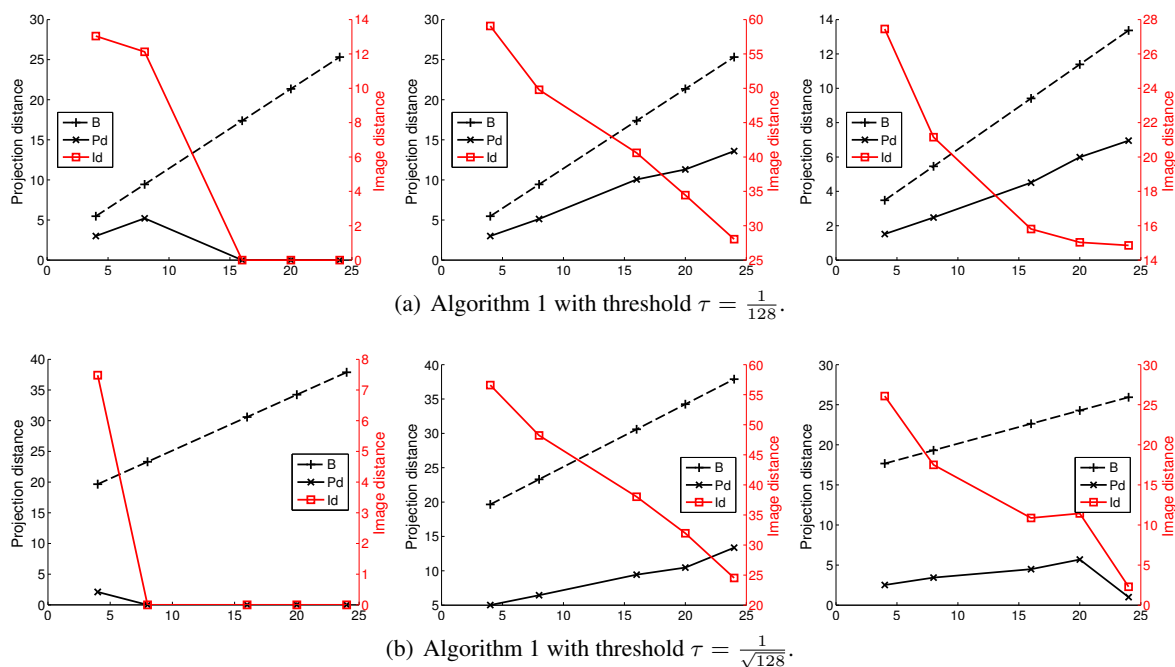 30
25
20
15
10
5
0
Projection distance
B
Pd
Id
14
12
10
8
6
4
2
0
Image distance
0 5 10 15 20 25
30
25
20
15
10
5
0
Projection distance
B
Pd
Id
60
55
50
45
40
35
30
25
Image distance
0 5 10 15 20 25
14
12
10
8
6
4
2
0
Projection distance
B
Pd
Id
28
26
24
22
20
18
16
14
Image distance
0 5 10 15 20 25
(a) Algorithm 1 with threshold τ = 1/128.
40
35
30
25
20
15
10
5
0
Projection distance
B
Pd
Id
8
7
6
5
4
3
2
1
0
Image distance
0 5 10 15 20 25
40
35
30
25
20
15
10
5
Projection distance
B
Pd
Id
60
55
50
45
40
35
30
25
20
Image distance
0 5 10 15 20 25
30
25
20
15
10
5
0
Projection distance
B
Pd
Id
30
25
20
15
10
5
0
Image distance
0 5 10 15 20 25
(b) Algorithm 1 with threshold τ = 1/√128.